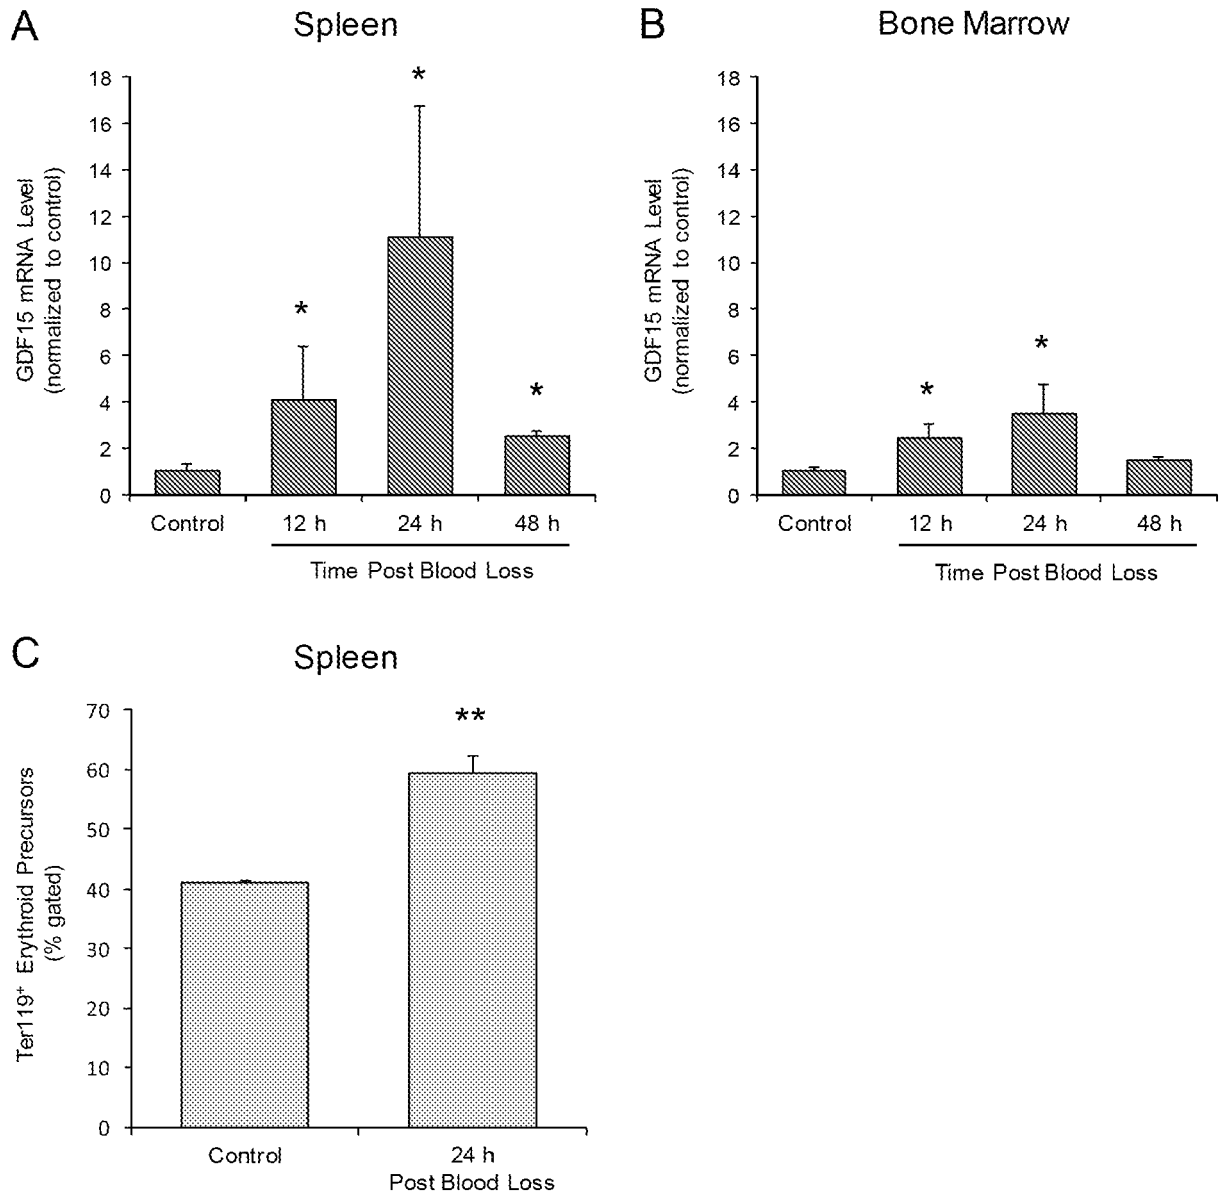 A
Spleen
GDF15 mRNA Level
(normalized to control)
18
16
14
12
10
8
6
4
2
0
*
*
*
Control
12 h
24 h
48 h
Time Post Blood Loss
B
Bone Marrow
GDF15 mRNA Level
(normalized to control)
18
16
14
12
10
8
6
4
2
0
*
*
Control
12 h
24 h
48 h
Time Post Blood Loss
C
Spleen
Ter119⁺ Erythroid Precursors
(% gated)
70
60
50
40
30
20
10
0
**
Control
24 h
Post Blood Loss